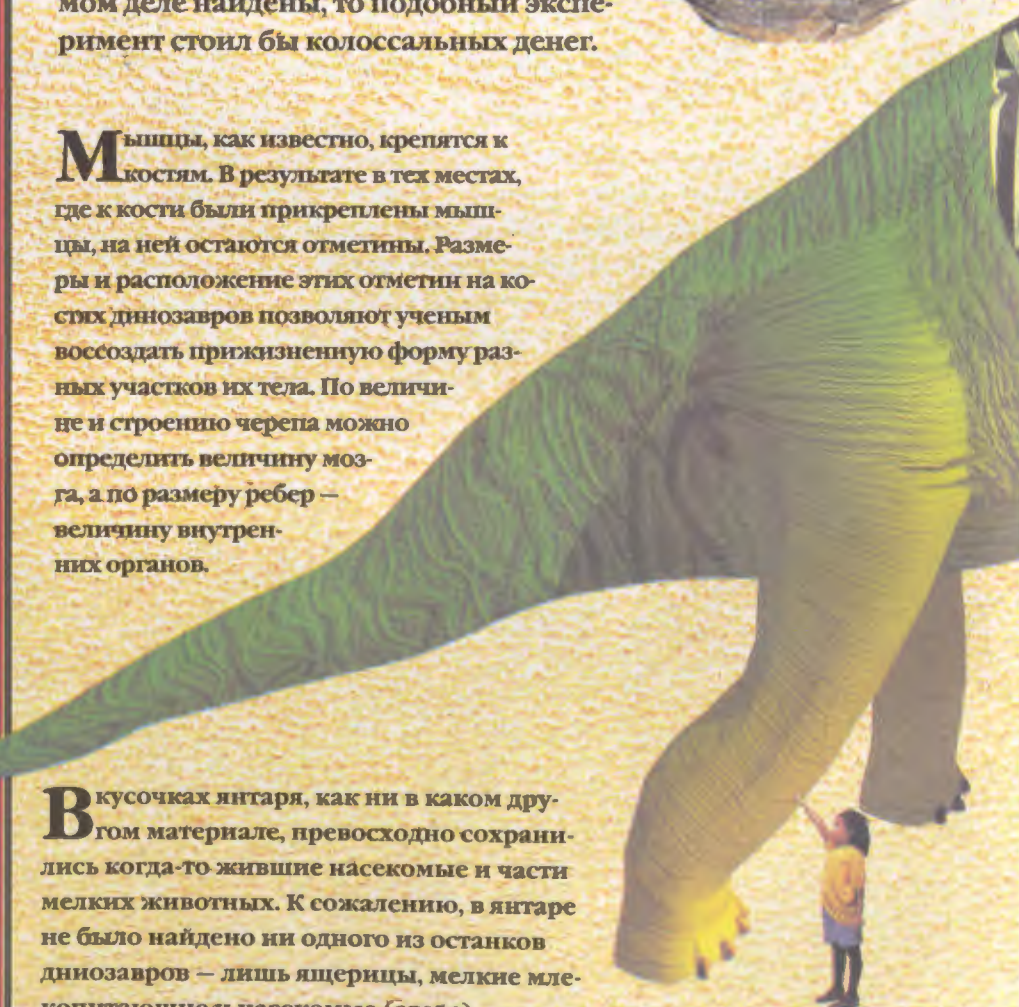 мом деле найдены, то подобный экспе-
римент стоил бы колоссальных денег.
Мышцы, как известно, крепятся к
костям. В результате в тех местах,
где к кости были прикреплены мыш-
цы, на ней остаются отметины. Разме-
ры и расположение этих отметин на ко-
стях динозавров позволяют ученым
воссоздать прижизненную форму раз-
ных участков их тела. По величи-
не и строению черепа можно
определить величину моз-
га, а по размеру ребер —
величину внутрен-
них органов.
В кусочках янтаря, как ни в каком дру-
гом материале, превосходно сохрани-
лись когда-то жившие насекомые и части
мелких животных. К сожалению, в янтаре
не было найдено ни одного из останков
динозавров — лишь ящерицы, мелкие мле-
копитающие и насекомые